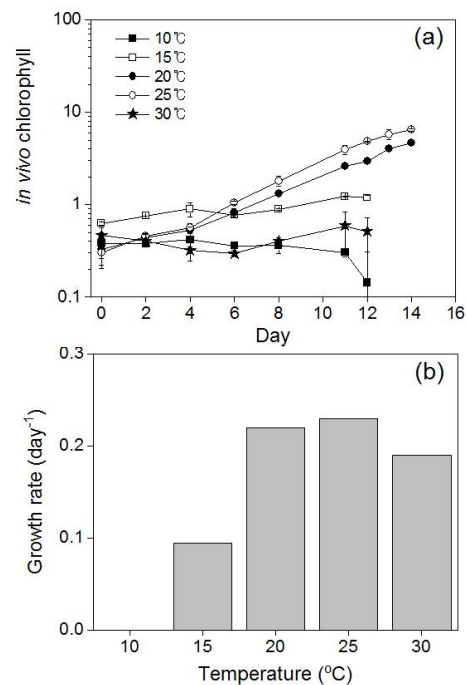 100
(a)
10℃
15℃
20℃
25℃
30℃
10
1
0.1
in vivo chlorophyll
0 2 4 6 8 10 12 14 16
Day
0.3
(b)
0.2
0.1
0.0
Growth rate (day⁻¹)
10 15 20 25 30
Temperature (°C)